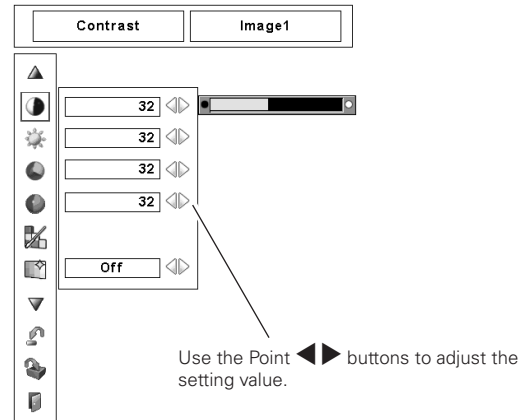 Contrast Image1
32
32
32
32
Off
Use the Point ◀▶ buttons to adjust the
setting value.